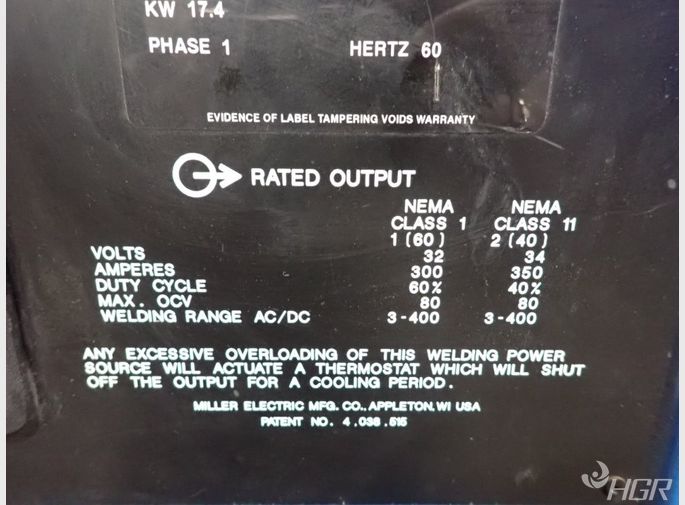 KW 17.4
PHASE 1 HERTZ 60
EVIDENCE OF LABEL TAMPERING VOIDS WARRANTY
RATED OUTPUT
NEMA NEMA
CLASS 1 CLASS 11
1 (60) 2 (40)
VOLTS 32 34
AMPERES 300 350
DUTY CYCLE 60% 40%
MAX. OCV 80 80
WELDING RANGE AC/DC 3-400 3-400
ANY EXCESSIVE OVERLOADING OF THIS WELDING POWER
SOURCE WILL ACTUATE A THERMOSTAT WHICH WILL SHUT
OFF THE OUTPUT FOR A COOLING PERIOD.
MILLER ELECTRIC MFG. CO., APPLETON, WI USA
PATENT NO. 4,038,515
HGR